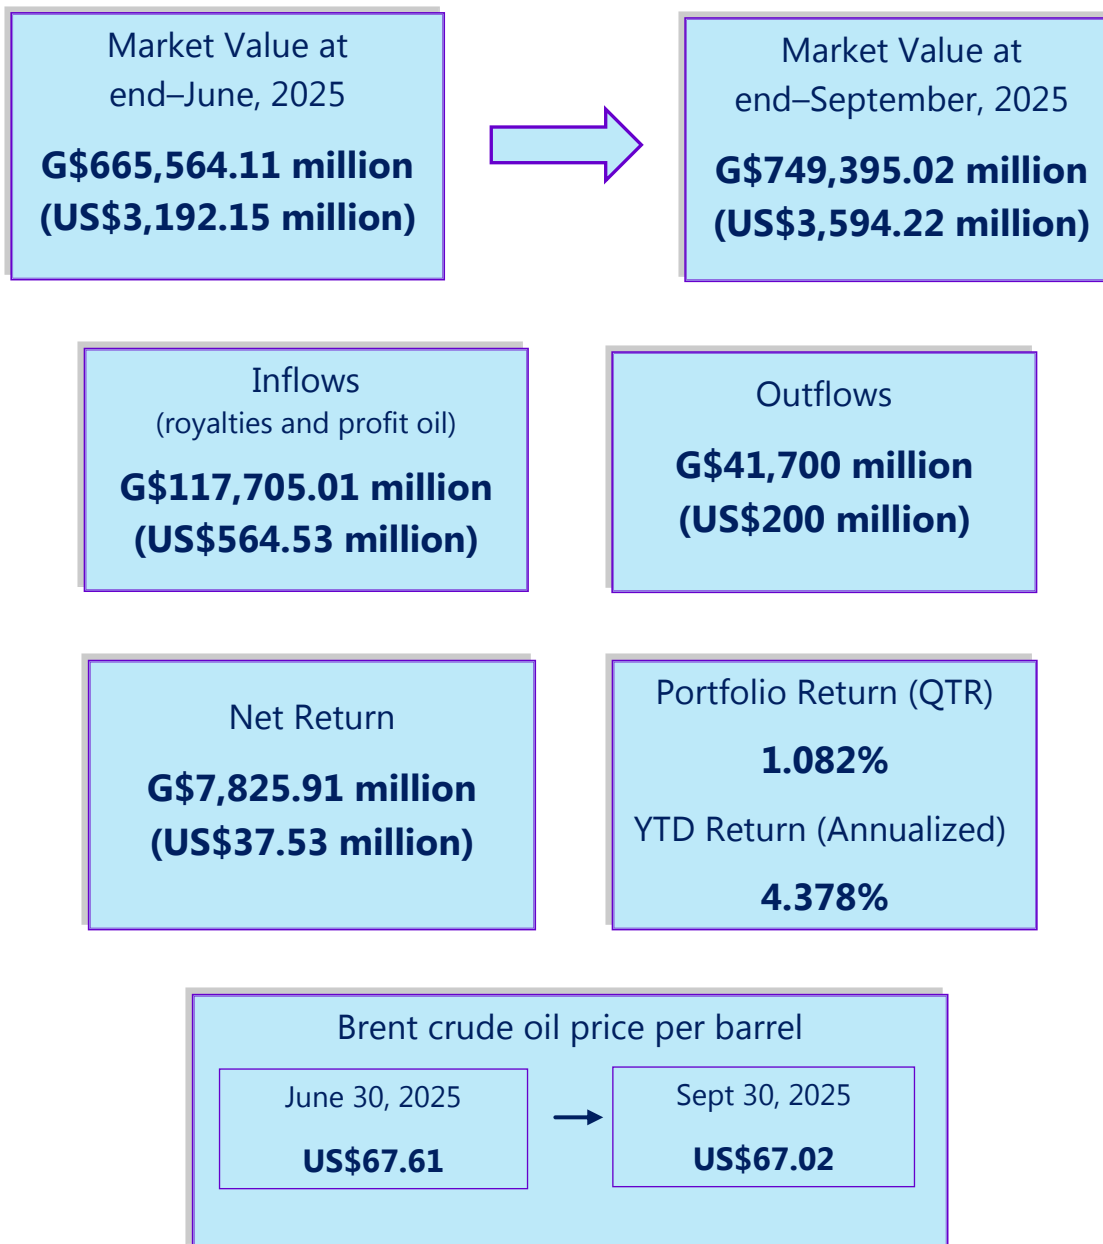 Market Value at
end–June, 2025
G$665,564.11 million
(US$3,192.15 million)
Market Value at
end–September, 2025
G$749,395.02 million
(US$3,594.22 million)
Inflows
(royalties and profit oil)
G$117,705.01 million
(US$564.53 million)
Outflows
G$41,700 million
(US$200 million)
Net Return
G$7,825.91 million
(US$37.53 million)
Portfolio Return (QTR)
1.082%
YTD Return (Annualized)
4.378%
Brent crude oil price per barrel
June 30, 2025
US$67.61
Sept 30, 2025
US$67.02